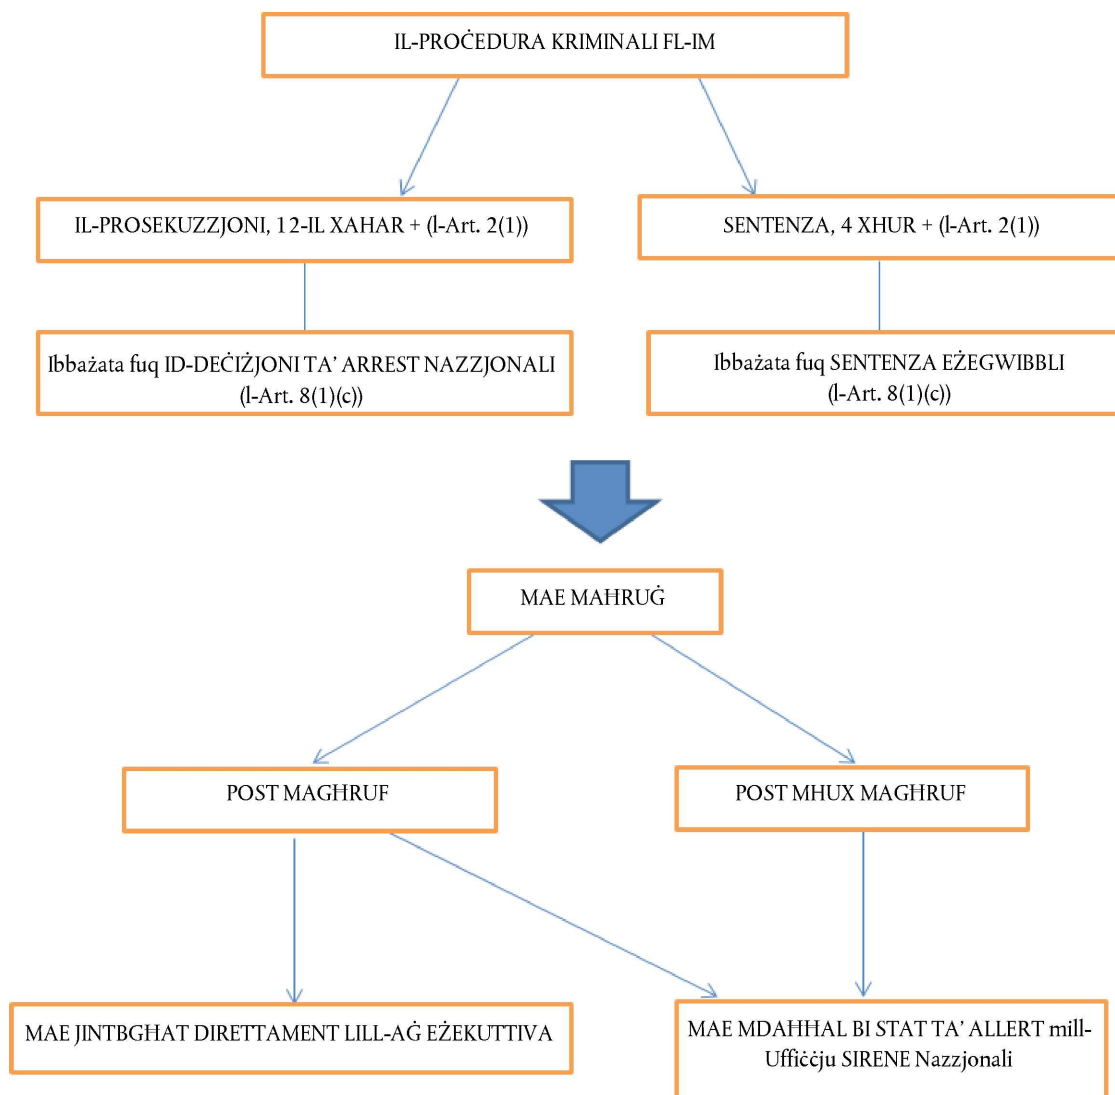 IL-PROĊEDURA KRIMINALI FL-IM
IL-PROSEKUZZJONI, 12-IL XAHAR + (l-Art. 2(1))
SENTENZA, 4 XHUR + (l-Art. 2(1))
Ibbażata fuq ID-DEĊIŻJONI TA’ ARREST NAZZJONALI
(l-Art. 8(1)(c))
Ibbażata fuq SENTENZA EŻEGWIBBLI
(l-Art. 8(1)(c))
MAE MAĦRUĠ
POST MAGĦRUF
POST MHUX MAGĦRUF
MAE JINTBGĦAT DIRETTAMENT LILL-AĠ EŻEKUTTIVA
MAE MDAĦĦAL BI STAT TA’ ALLERT mill-
Uffiċċju SIRENE Nazzjonali